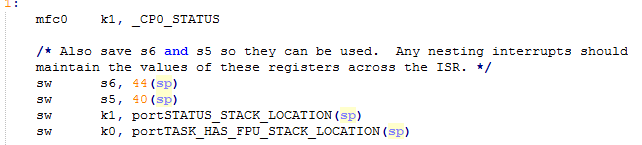 1:
mfc0 k1, _CP0_STATUS
/* Also save s6 and s5 so they can be used. Any nesting interrupts should
maintain the values of these registers across the ISR. */
sw s6, 44(sp)
sw s5, 40(sp)
sw k1, portSTATUS_STACK_LOCATION(sp)
sw k0, portTASK_HAS_FPU_STACK_LOCATION(sp)